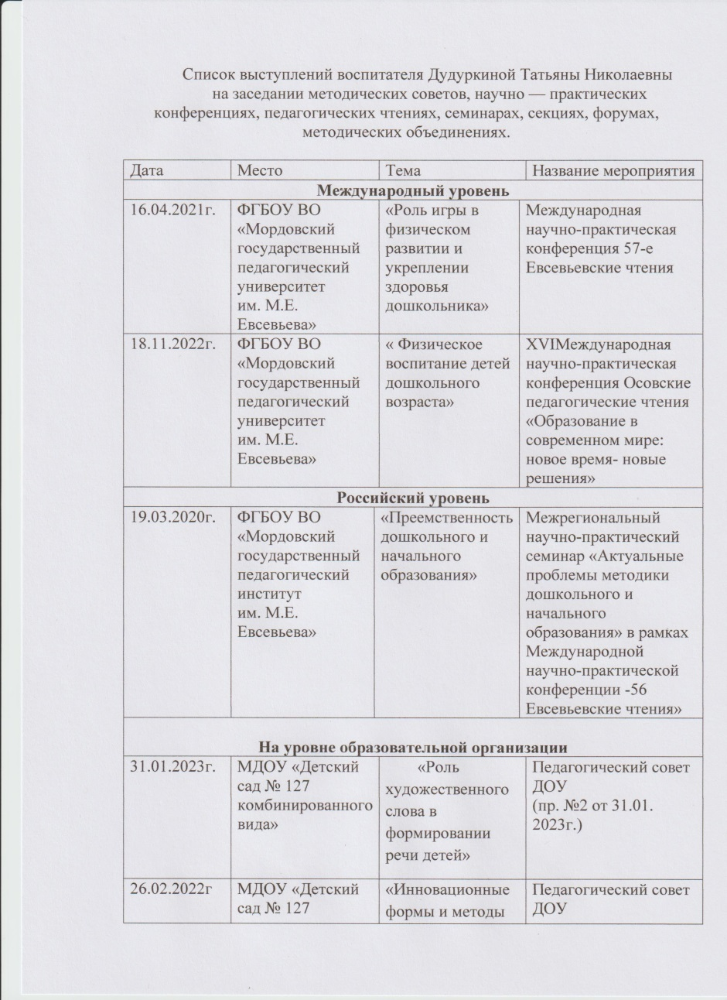 Список выступлений воспитателя Дудуркиной Татьяны Николаевны
на заседании методических советов, научно — практических
конференциях, педагогических чтениях, семинарах, секциях, форумах,
методических объединениях.
Дата Место Тема Название мероприятия
Международный уровень
16.04.2021г. ФГБОУ ВО «Роль игры в Международная
«Мордовский физическом научно-практическая
государственный развитии и конференция 57-е
педагогический укреплении Евсевьевские чтения
университет здоровья
им. М.Е. дошкольника»
Евсевьева»
18.11.2022г. ФГБОУ ВО « Физическое XVIМеждународная
«Мордовский воспитание детей научно-практическая
государственный дошкольного конференция Осовские
педагогический возраста» педагогические чтения
университет «Образование в
им. М.Е. современном мире:
Евсевьева» новое время- новые
решения»
Российский уровень
19.03.2020г. ФГБОУ ВО «Преемственность Межрегиональный
«Мордовский дошкольного и научно-практический
государственный начального семинар «Актуальные
педагогический образования» проблемы методики
институт дошкольного и
им. М.Е. начального
Евсевьева» образования» в рамках
Международной
научно-практической
конференции -56
Евсевьевские чтения»
На уровне образовательной организации
31.01.2023г. МДОУ «Детский «Роль Педагогический совет
сад № 127 художественного ДОУ
комбинированного слова в (пр. №2 от 31.01.
вида» формировании 2023г.)
речи детей»
26.02.2022г МДОУ «Детский «Инновационные Педагогический совет
сад № 127 формы и методы ДОУ